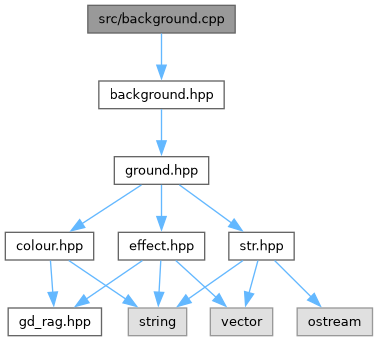 src/background.cpp
background.hpp
ground.hpp
colour.hpp effect.hpp str.hpp
gd_rag.hpp string vector ostream